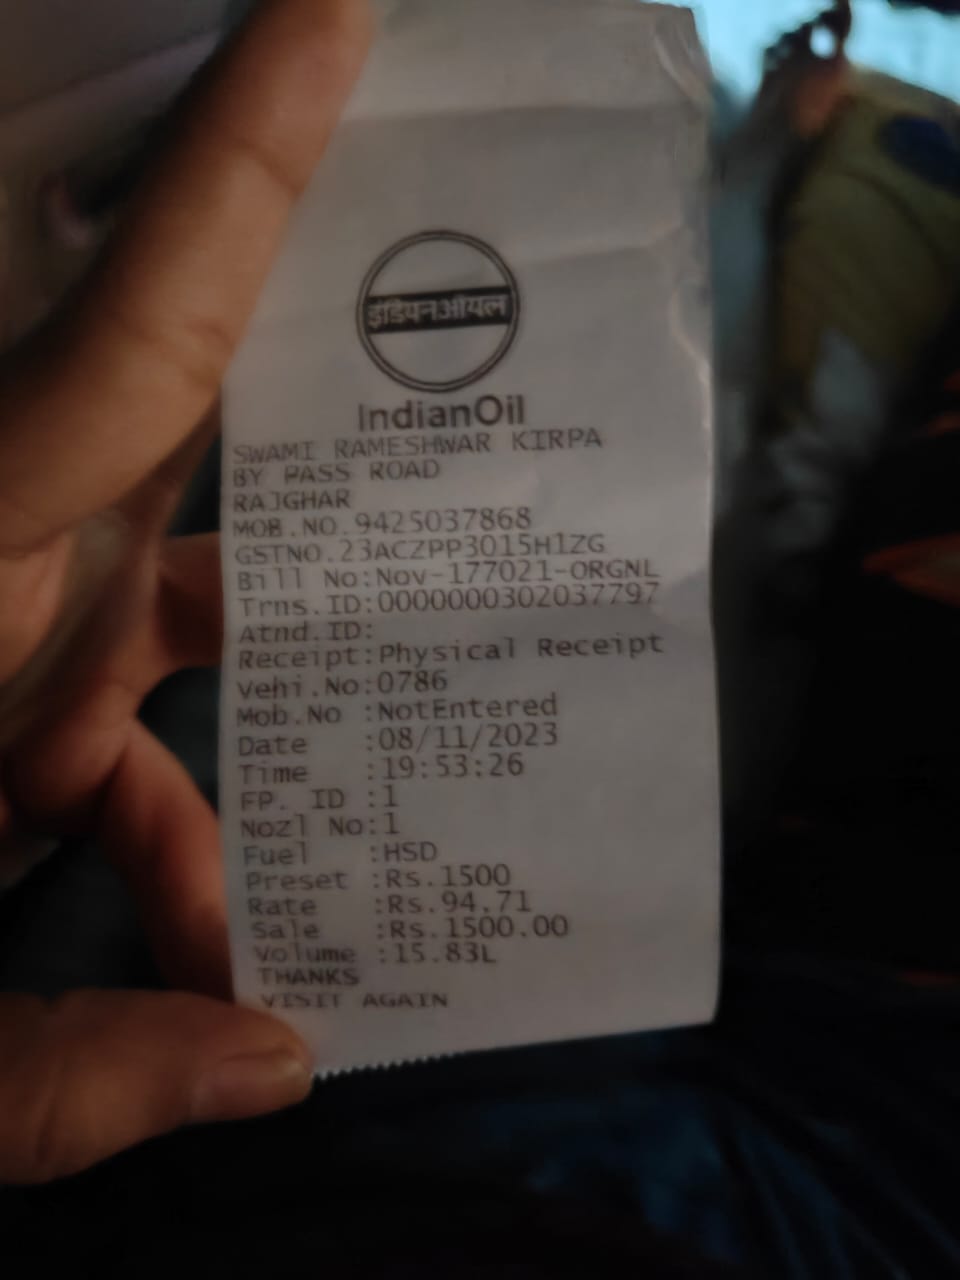 इंडियनऑयल
IndianOil
SWAMI RAMESHWAR KIRPA
BY PASS ROAD
RAJGHAR
MOB.NO.9425037868
GSTNO.23ACZPP3015H1ZG
Bill No:Nov-177021-ORGNL
Trns.ID:0000000302037797
Atnd.ID:
Receipt:Physical Receipt
Vehi.No:0786
Mob.No :NotEntered
Date :08/11/2023
Time :19:53:26
FP. ID :1
Nozl No:1
Fuel :HSD
Preset :Rs.1500
Rate :Rs.94.71
Sale :Rs.1500.00
Volume :15.83L
THANKS
VISIT AGAIN